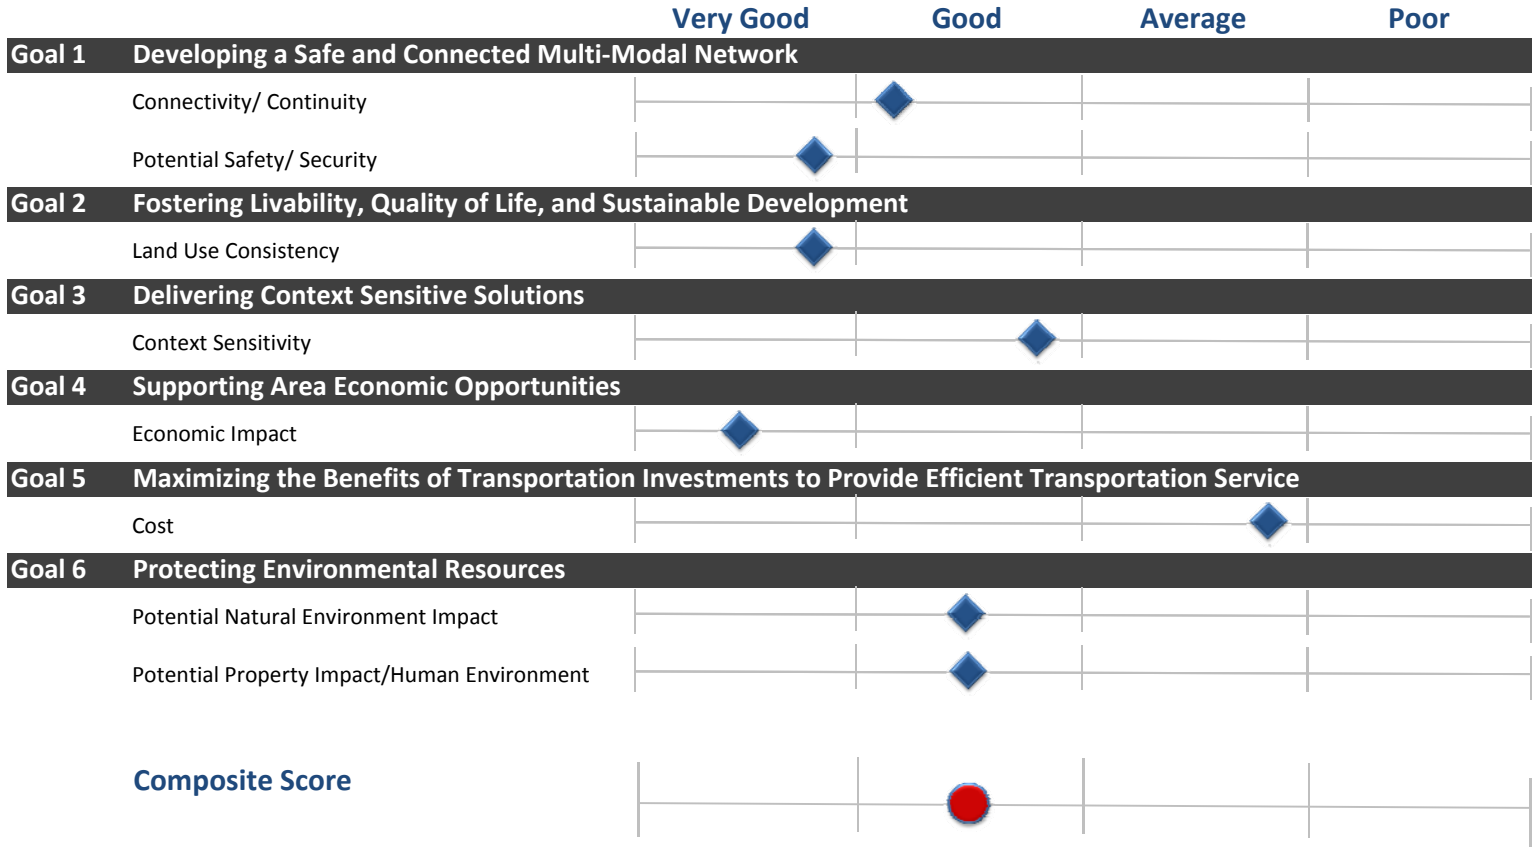 Very Good Good Average Poor
Goal 1 Developing a Safe and Connected Multi-Modal Network
Connectivity/ Continuity
Potential Safety/ Security
Goal 2 Fostering Livability, Quality of Life, and Sustainable Development
Land Use Consistency
Goal 3 Delivering Context Sensitive Solutions
Context Sensitivity
Goal 4 Supporting Area Economic Opportunities
Economic Impact
Goal 5 Maximizing the Benefits of Transportation Investments to Provide Efficient Transportation Service
Cost
Goal 6 Protecting Environmental Resources
Potential Natural Environment Impact
Potential Property Impact/Human Environment
Composite Score